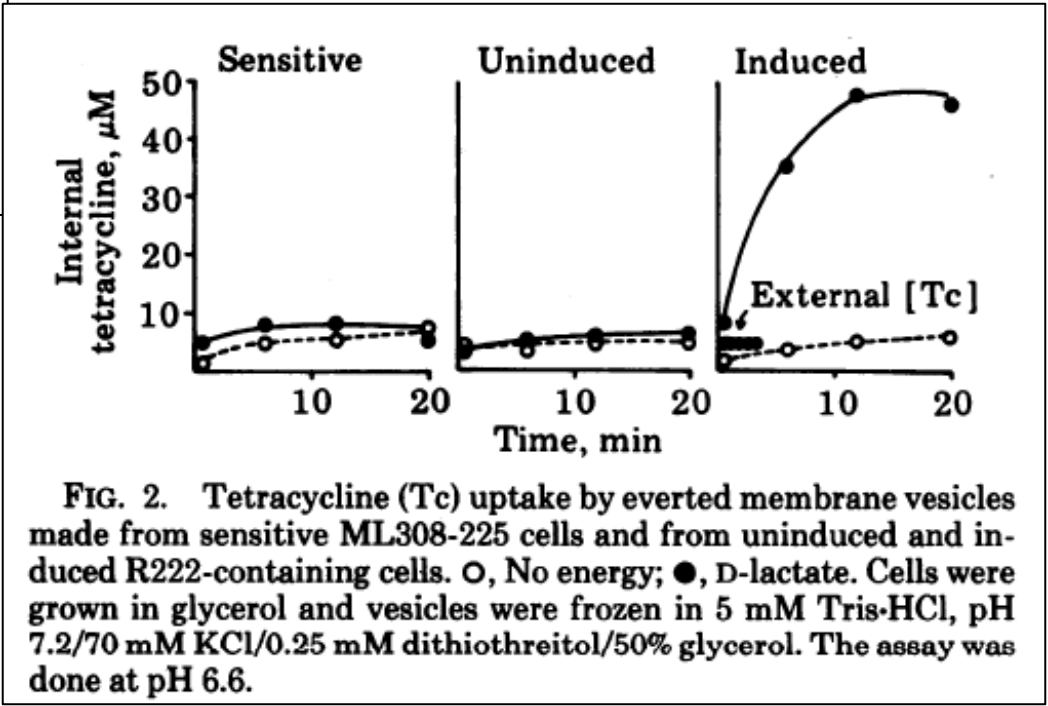 Sensitive Uninduced Induced
50
40
30
20
10
Internal
tetracycline, μM
External [Tc]
10 20 10 20 10 20
Time, min
FIG. 2. Tetracycline (Tc) uptake by everted membrane vesicles
made from sensitive ML308-225 cells and from uninduced and in-
duced R222-containing cells. O, No energy; ●, D-lactate. Cells were
grown in glycerol and vesicles were frozen in 5 mM Tris·HCl, pH
7.2/70 mM KCl/0.25 mM dithiothreitol/50% glycerol. The assay was
done at pH 6.6.